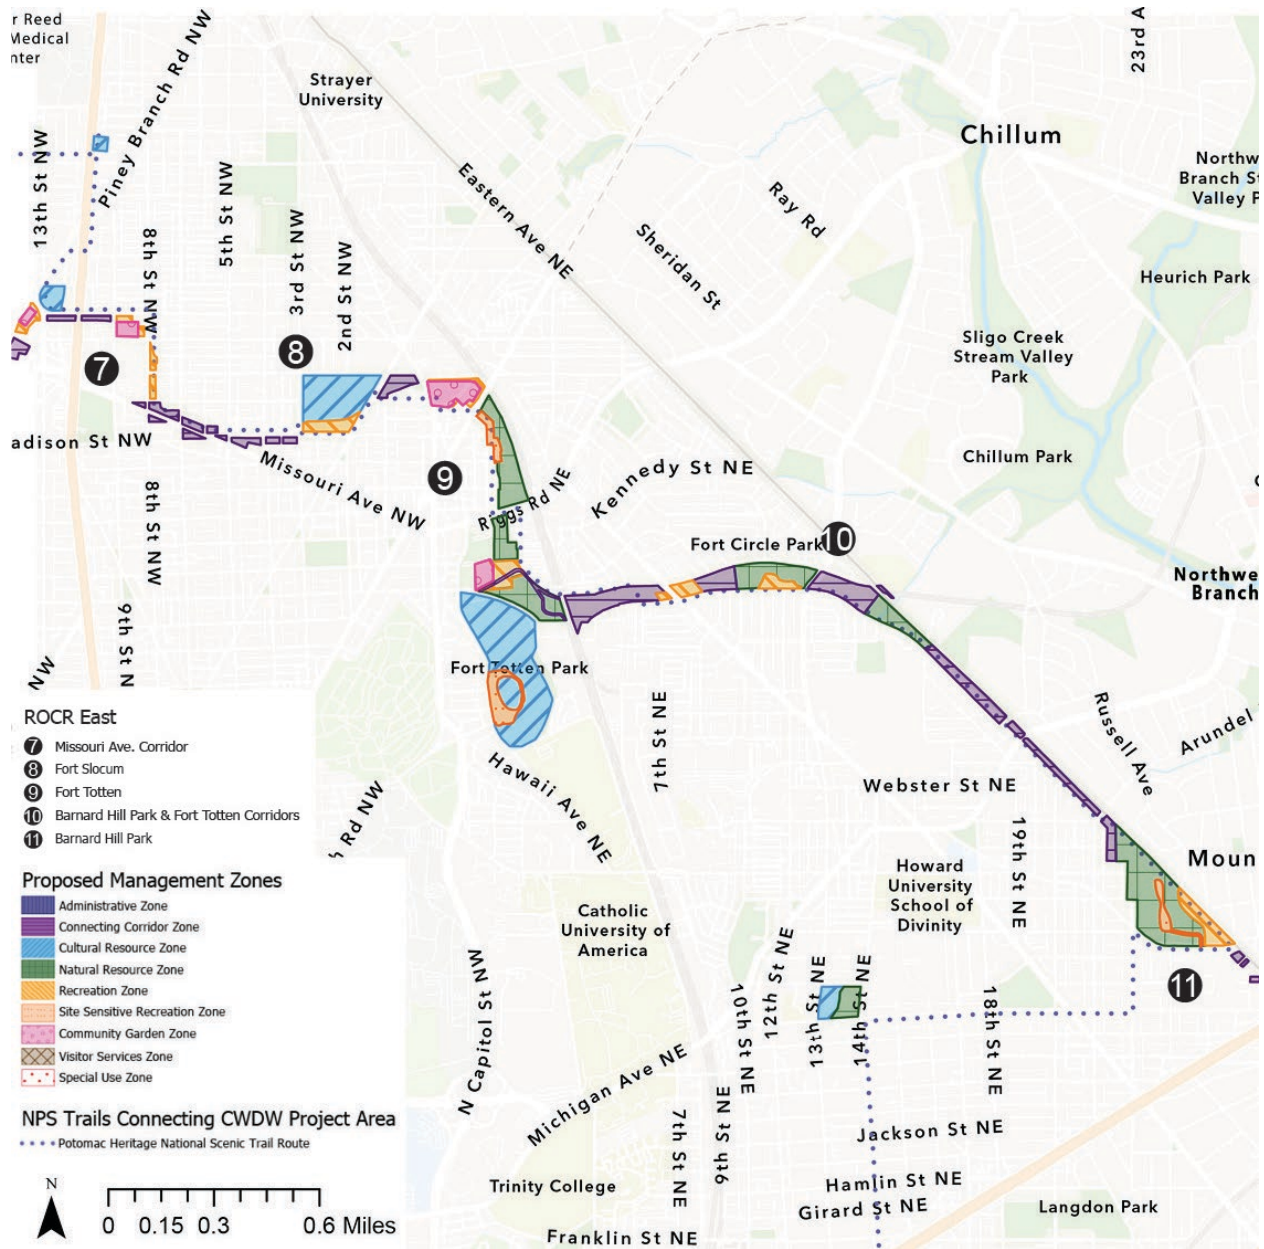 r Reed
Medical
nter
Piney Branch Rd NW
23rd A
Strayer
University
Chillum
13th St NW
5th St NW
8th St NW
3rd St NW
2nd St NW
Eastern Ave NE
Ray Rd
Sheridan St
Northw
Branch S
Valley P
Heurich Park
Sligo Creek
Stream Valley
Park
8
7
adison St NW
Missouri Ave NW
9
Riggs Rd NE
Kennedy St NE
Chillum Park
8th St NW
Fort Circle Park
10
Northwe
Branch
9th St N
NW
Fort Totten Park
7th St NE
Russell Ave
Arundel
Hawaii Ave NE
Webster St NE
19th St NE
h Rd NW
Moun
Howard
University
School of
Divinity
Catholic
University of
America
N Capitol St NW
12th St NE
13th St NE
14th St NE
10th St NE
18th St NE
11
Michigan Ave NE
7th St NE
9th St NE
Jackson St NE
Hamlin St NE
Girard St NE
Trinity College
Langdon Park
Franklin St NE
ROCR East
7 Missouri Ave. Corridor
8 Fort Slocum
9 Fort Totten
10 Barnard Hill Park & Fort Totten Corridors
11 Barnard Hill Park
Proposed Management Zones
Administrative Zone
Connecting Corridor Zone
Cultural Resource Zone
Natural Resource Zone
Recreation Zone
Site Sensitive Recreation Zone
Community Garden Zone
Visitor Services Zone
Special Use Zone
NPS Trails Connecting CWDW Project Area
Potomac Heritage National Scenic Trail Route
N
0 0.15 0.3 0.6 Miles